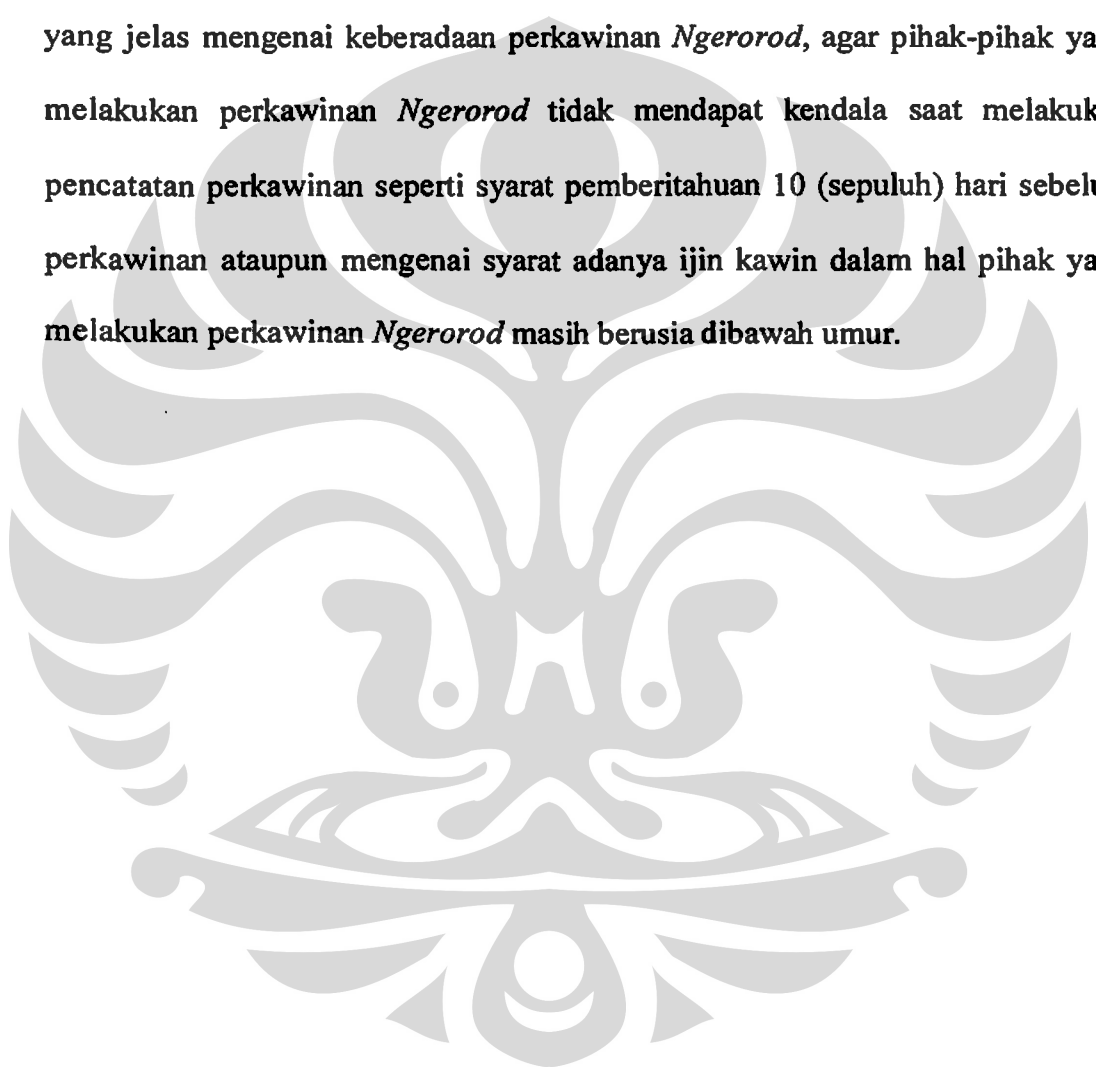 yang jelas mengenai keberadaan perkawinan Ngerorod, agar pihak-pihak ya
melakukan perkawinan Ngerorod tidak mendapat kendala saat melakuk
pencatatan perkawinan seperti syarat pemberitahuan 10 (sepuluh) hari sebel
perkawinan ataupun mengenai syarat adanya ijin kawin dalam hal pihak ya
melakukan perkawinan Ngerorod masih berusia dibawah umur.